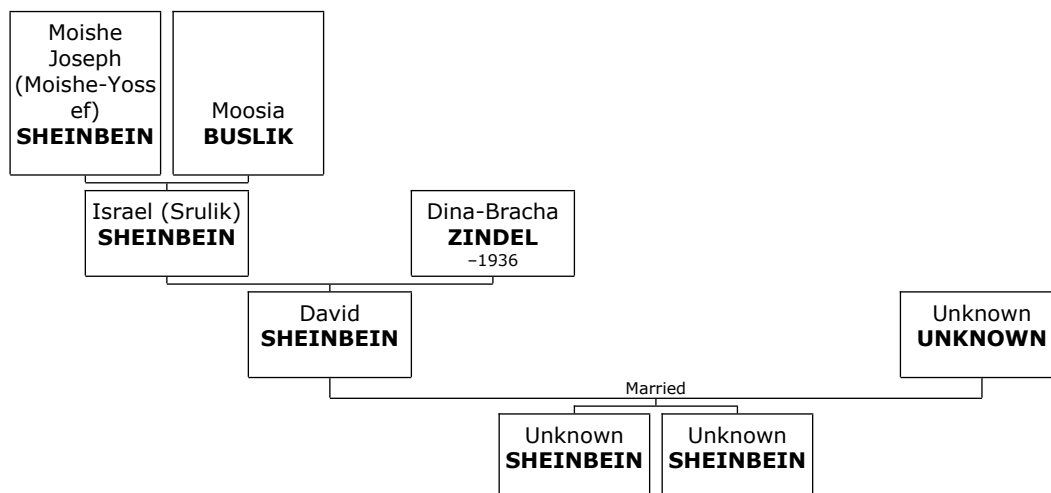 Moishe
Joseph
(Moishe-Yoss
ef)
SHEINBEIN
Moosia
BUSLIK
Israel (Srulik)
SHEINBEIN
Dina-Bracha
ZINDEL
–1936
David
SHEINBEIN
Unknown
UNKNOWN
Married
Unknown
SHEINBEIN
Unknown
SHEINBEIN